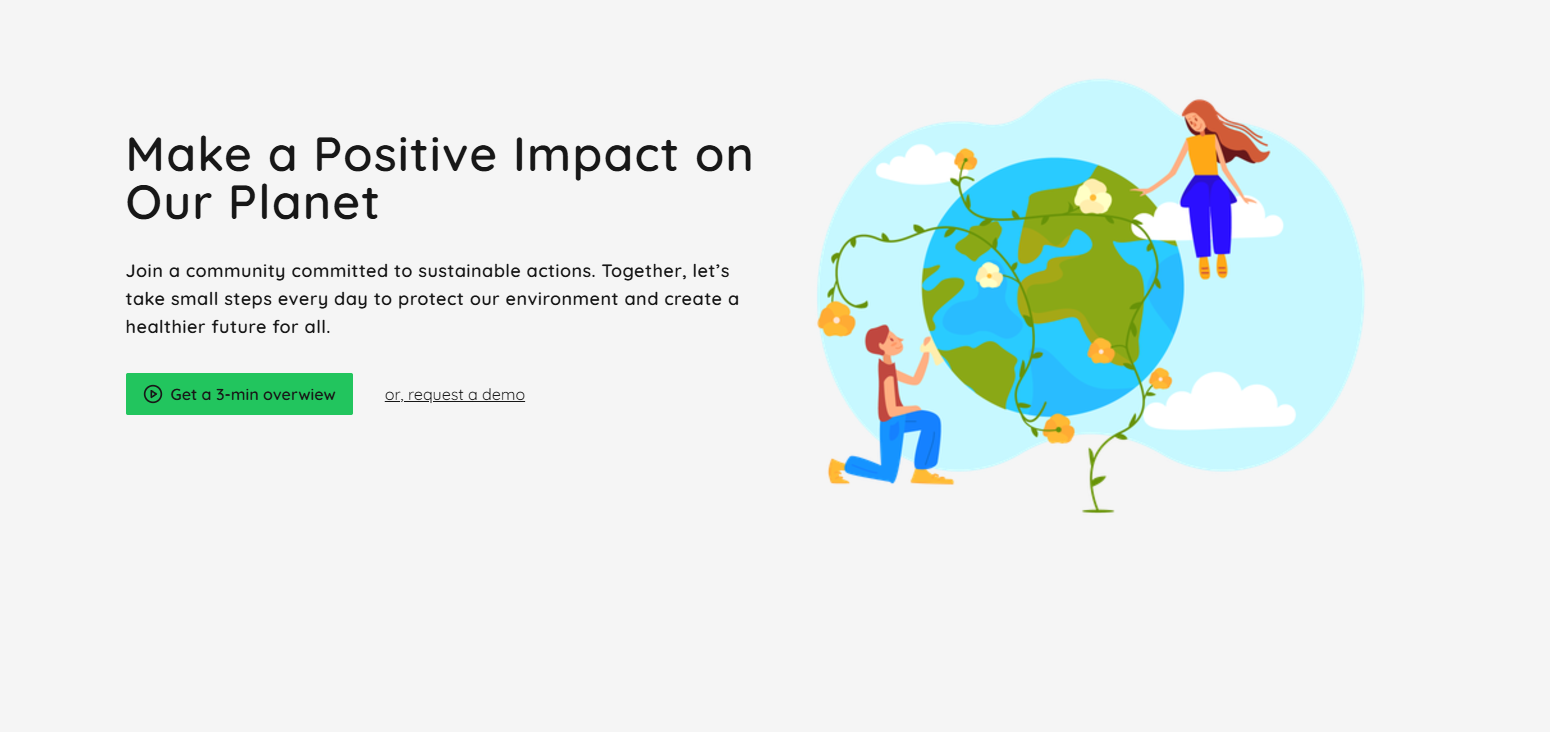 Make a Positive Impact on
Our Planet
Join a community committed to sustainable actions. Together, let’s
take small steps every day to protect our environment and create a
healthier future for all.
Get a 3-min overwiew
or, request a demo